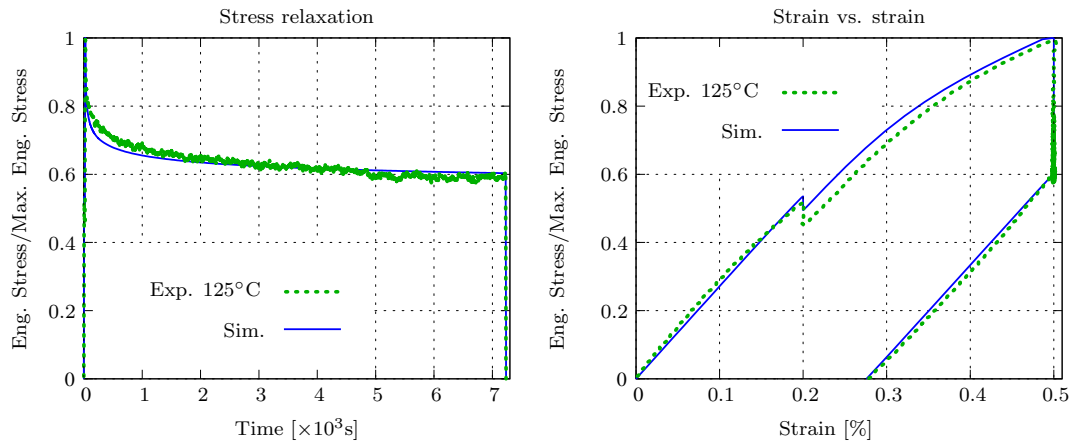 Stress relaxation
Eng. Stress/Max. Eng. Stress
1
0.8
0.6
0.4
0.2
0
Exp. 125°C
Sim.
0 1 2 3 4 5 6 7
Time [×10³s]
Strain vs. strain
Eng. Stress/Max. Eng. Stress
1
0.8
0.6
0.4
0.2
0
Exp. 125°C
Sim.
0 0.1 0.2 0.3 0.4 0.5
Strain [%]